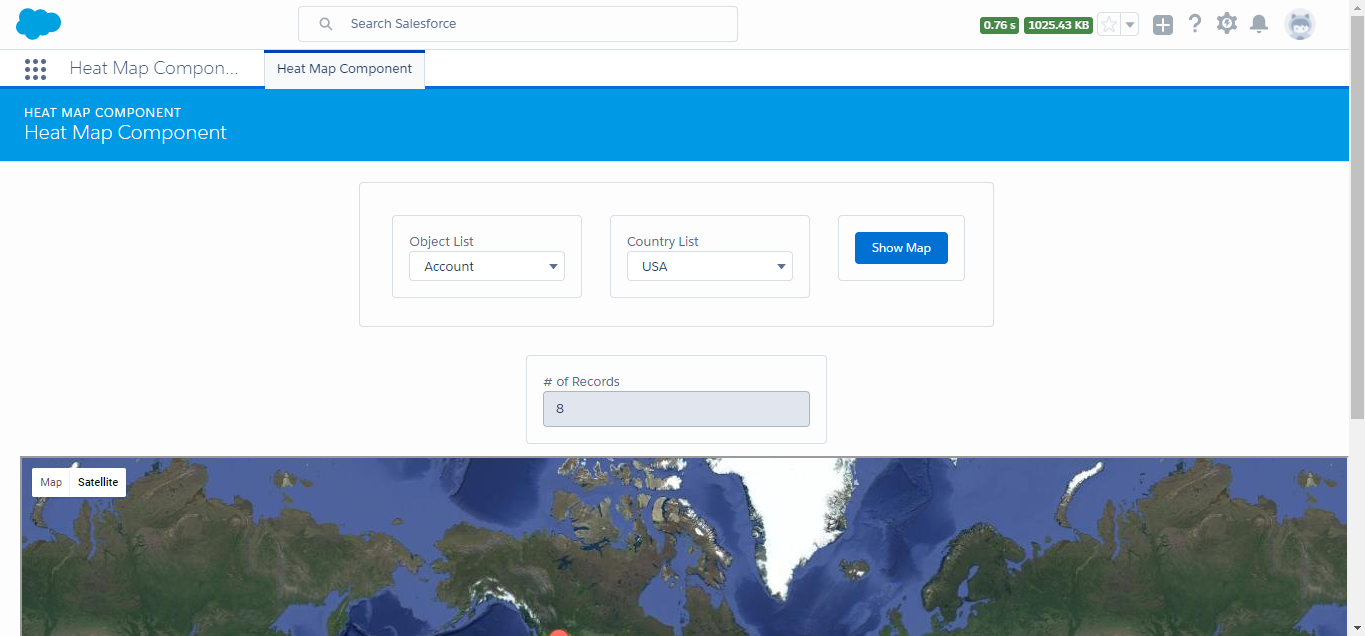 Search Salesforce
0.76 s 1025.43 KB
Heat Map Compon...
Heat Map Component
HEAT MAP COMPONENT
Heat Map Component
Object List
Account
Country List
USA
Show Map
# of Records
8
Map Satellite